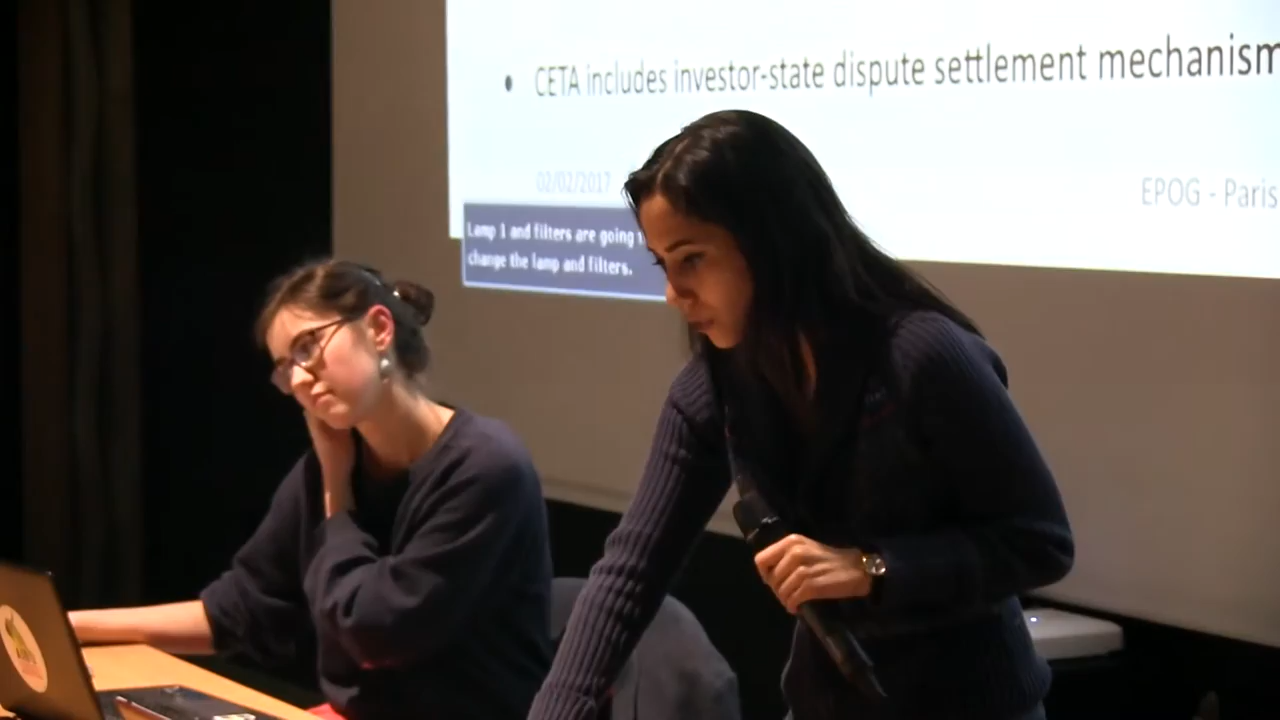 • CETA includes investor-state dispute settlement mechanism
02/02/2017
EPOG - Paris
Lamp 1 and filters are going
change the lamp and filters.